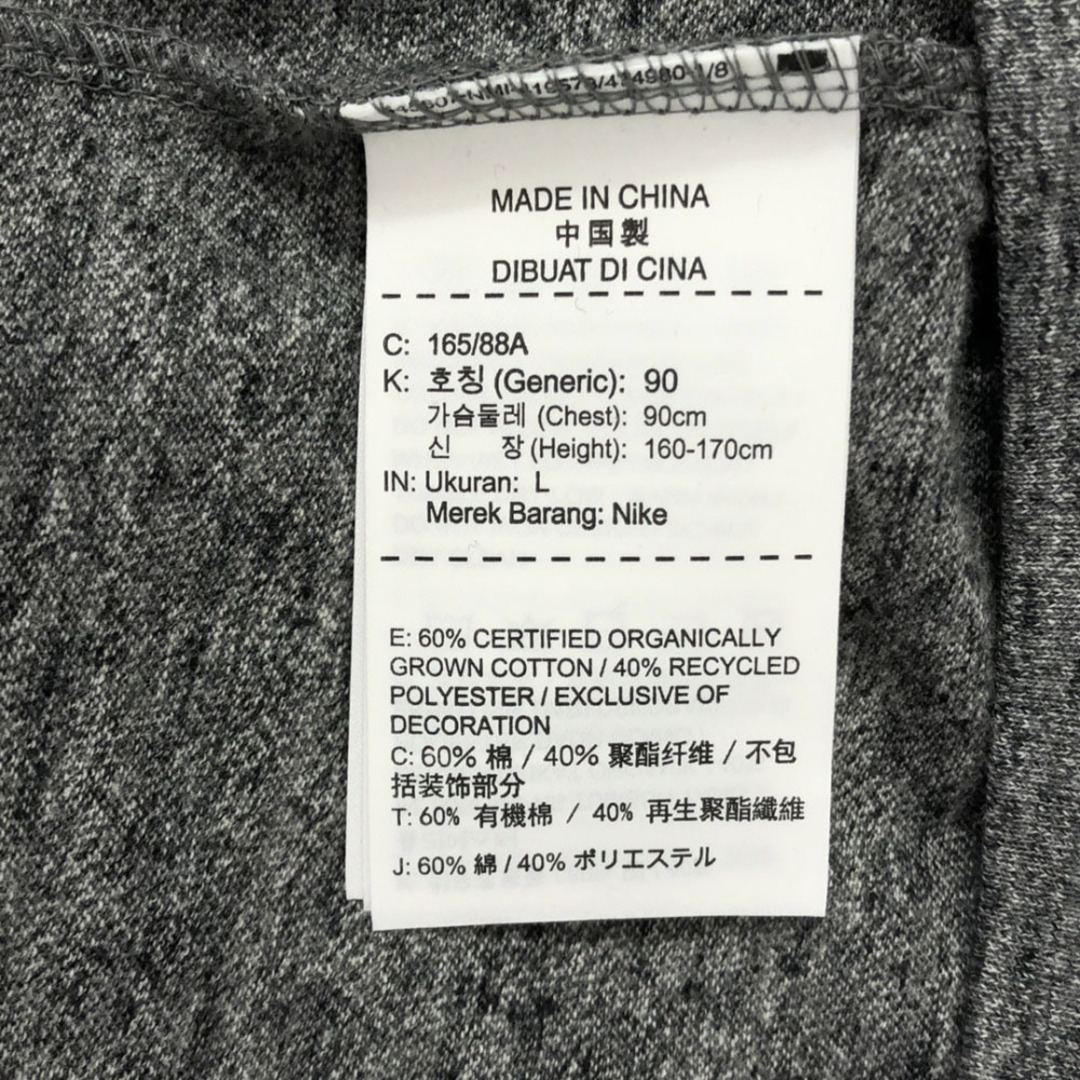 MADE IN CHINA
中国製
DIBUAT DI CINA
C: 165/88A
K: 호칭 (Generic): 90
가슴둘레 (Chest): 90cm
신 장 (Height): 160-170cm
IN: Ukuran: L
Merek Barang: Nike
E: 60% CERTIFIED ORGANICALLY
GROWN COTTON / 40% RECYCLED
POLYESTER / EXCLUSIVE OF
DECORATION
C: 60% 棉 / 40% 聚酯纤维 / 不包
括装饰部分
T: 60% 有機棉 / 40% 再生聚酯纖維
J: 60% 綿 / 40% ポリエステル